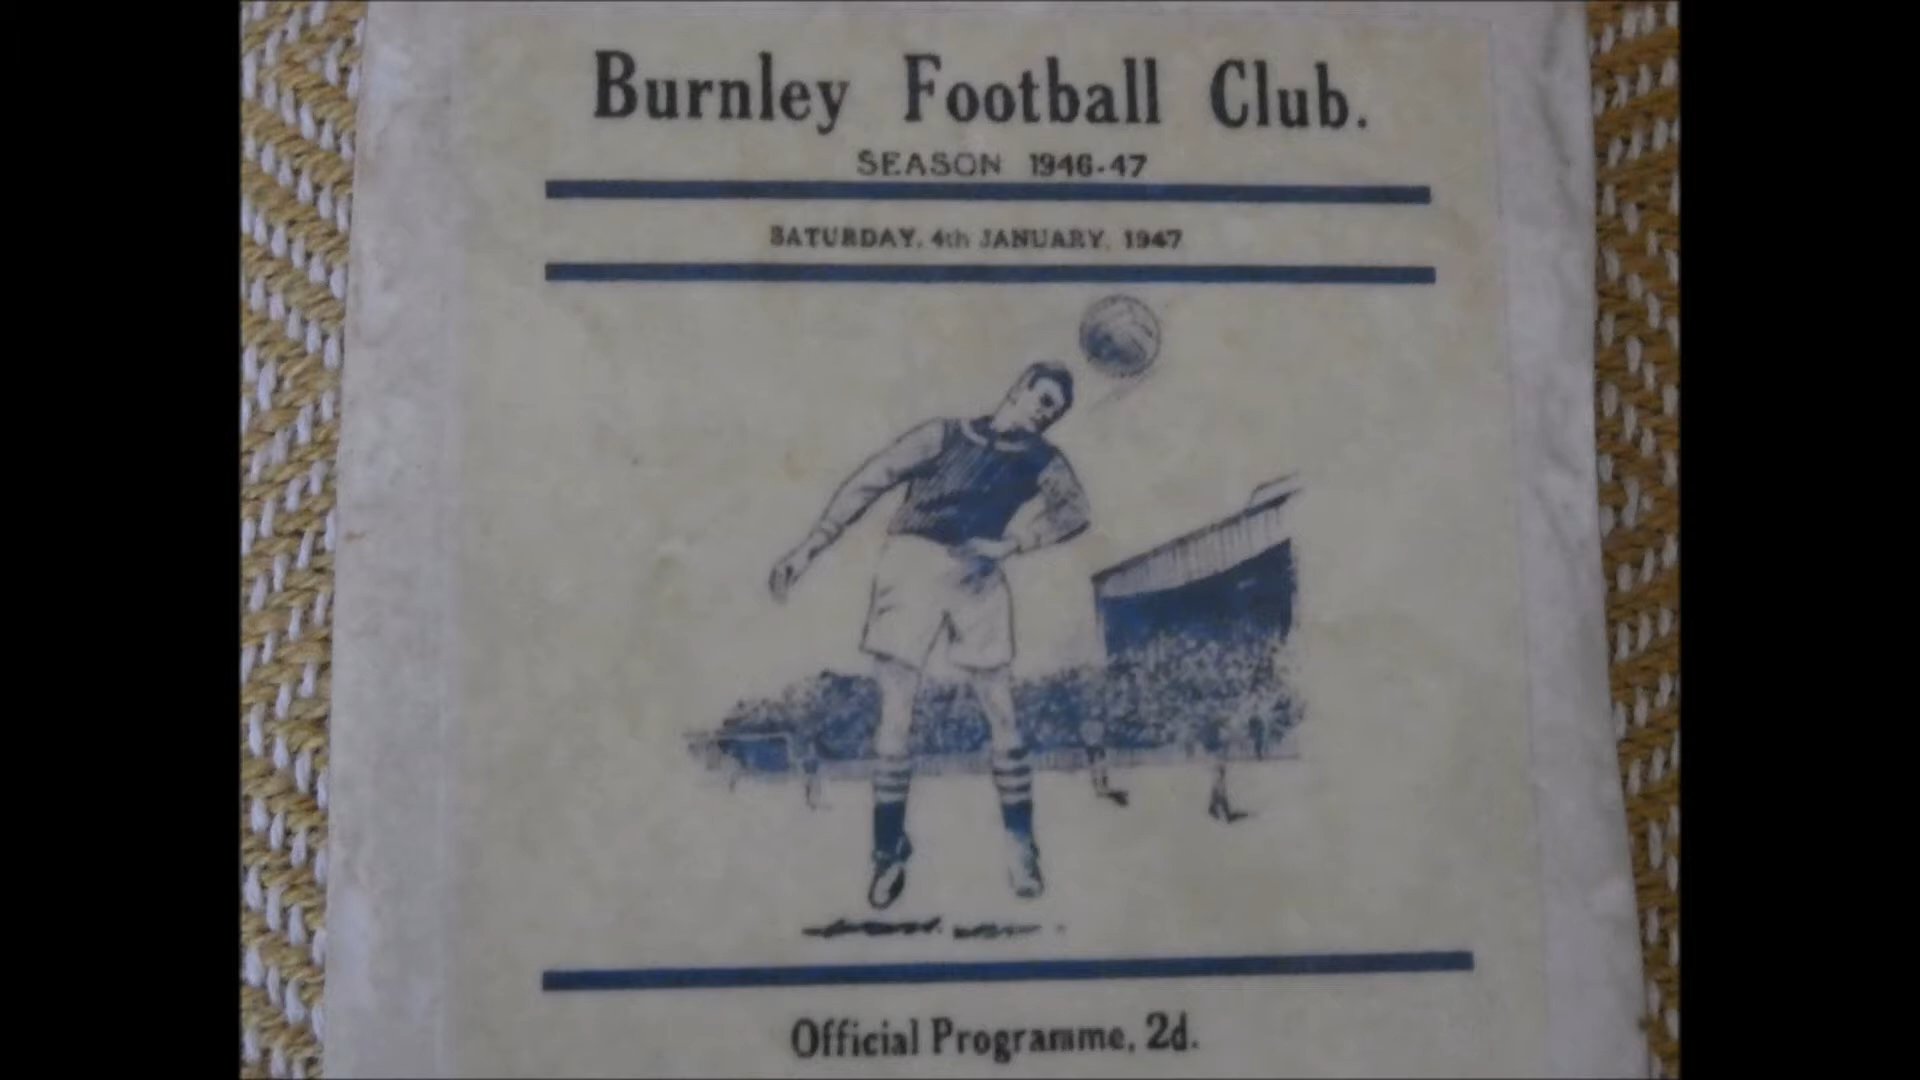 Burnley Football Club.
SEASON 1946-47
SATURDAY, 4th JANUARY, 1947
Official Programme, 2d.